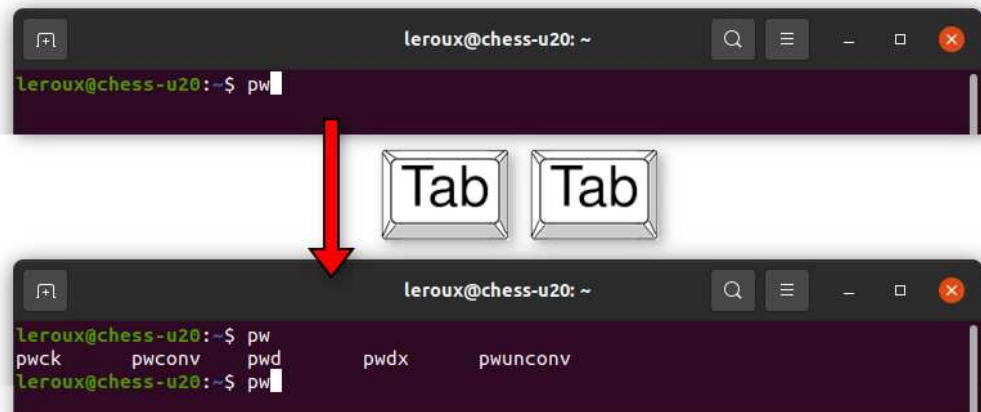 leroux@chess-u20: ~
leroux@chess-u20:~$ pw
Tab Tab
leroux@chess-u20: ~
leroux@chess-u20:~$ pw
pwck pwconv pwd pwdx pwunconv
leroux@chess-u20:~$ pw